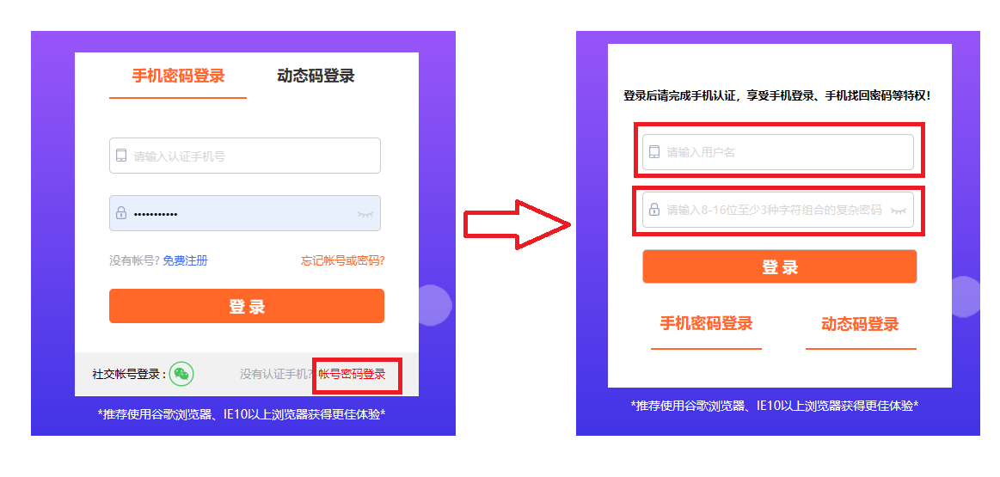 手机密码登录 动态码登录
请输入认证手机号
•••••••••••
没有帐号? 免费注册 忘记帐号或密码?
登 录
社交帐号登录 : 没有认证手机? 帐号密码登录
*推荐使用谷歌浏览器、IE10以上浏览器获得更佳体验*
登录后请完成手机认证，享受手机登录、手机找回密码等特权！
请输入用户名
请输入8-16位至少3种字符组合的复杂密码
登 录
手机密码登录 动态码登录
*推荐使用谷歌浏览器、IE10以上浏览器获得更佳体验*